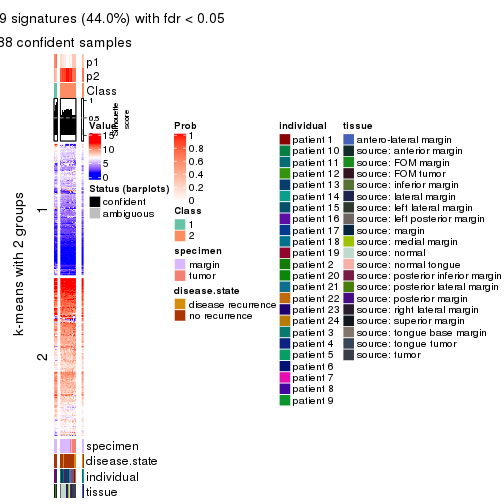 9 signatures (44.0%) with fdr < 0.05
38 confident samples
p1
p2
Class
1
0.5
0
Silhouette
score
Value
15
10
5
0
Status (barplots)
confident
ambiguous
Prob
1
0.8
0.6
0.4
0.2
0
Class
1
2
specimen
margin
tumor
disease.state
disease recurrence
no recurrence
individual
patient 1
patient 10
patient 11
patient 12
patient 13
patient 14
patient 15
patient 16
patient 17
patient 18
patient 19
patient 2
patient 20
patient 21
patient 22
patient 23
patient 24
patient 3
patient 4
patient 5
patient 6
patient 7
patient 8
patient 9
tissue
antero-lateral margin
source: anterior margin
source: FOM margin
source: FOM tumor
source: inferior margin
source: lateral margin
source: left lateral margin
source: left posterior margin
source: margin
source: medial margin
source: normal
source: normal tongue
source: posterior inferior margin
source: posterior lateral margin
source: posterior margin
source: right lateral margin
source: superior margin
source: tongue base margin
source: tongue tumor
source: tumor
k-means with 2 groups
1
2
specimen
disease.state
individual
tissue